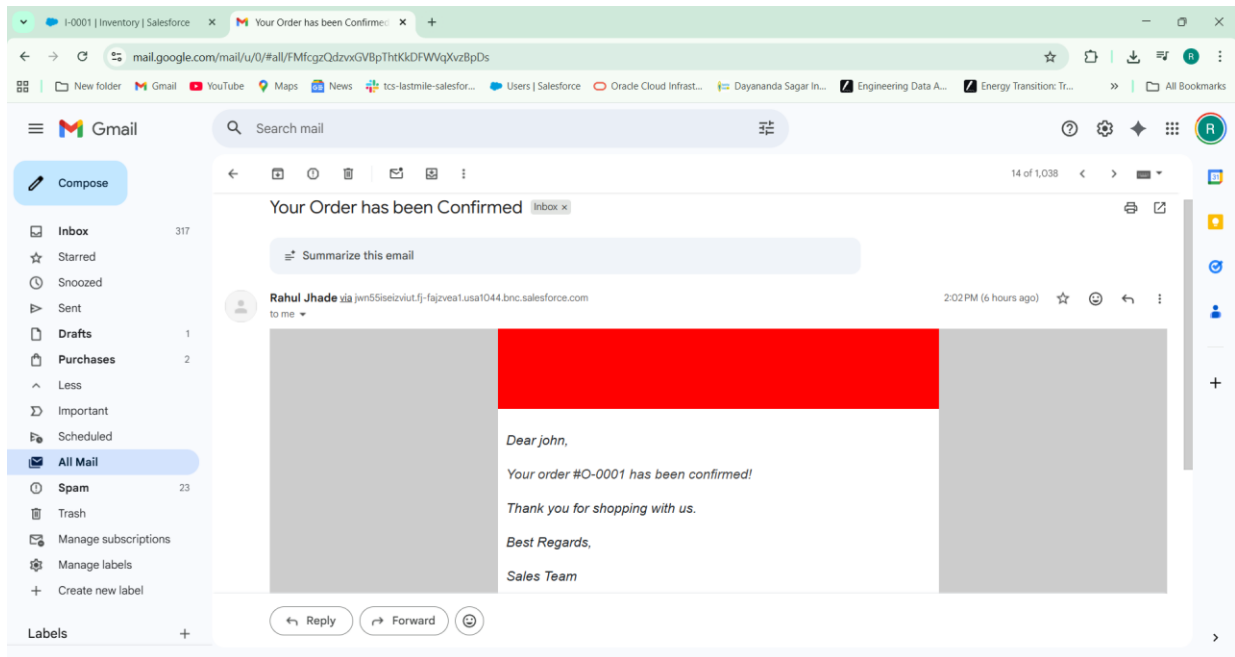 I-0001 | Inventory | Salesforce
Your Order has been Confirmed
mail.google.com/mail/u/0/#all/FMfcgzQdzvxGVBpThtKkDFWVqXvzBpDs
R
New folder Gmail YouTube Maps News tcs-lastmile-salesfor... Users | Salesforce Oracle Cloud Infrast... Dayananda Sagar In... Engineering Data A... Energy Transition: Tr... All Bookmarks
Gmail
Search mail
R
Compose
14 of 1,038
Your Order has been Confirmed Inbox ×
Inbox 317
Starred
Snoozed
Sent
Drafts 1
Purchases 2
Less
Important
Scheduled
All Mail
Spam 23
Trash
Manage subscriptions
Manage labels
Create new label
Labels
Summarize this email
Rahul Jhade via jwn55iseizviut.fj-fajzvea1.usa1044.bnc.salesforce.com 2:02 PM (6 hours ago)
to me
Dear john,
Your order #O-0001 has been confirmed!
Thank you for shopping with us.
Best Regards,
Sales Team
Reply Forward
31